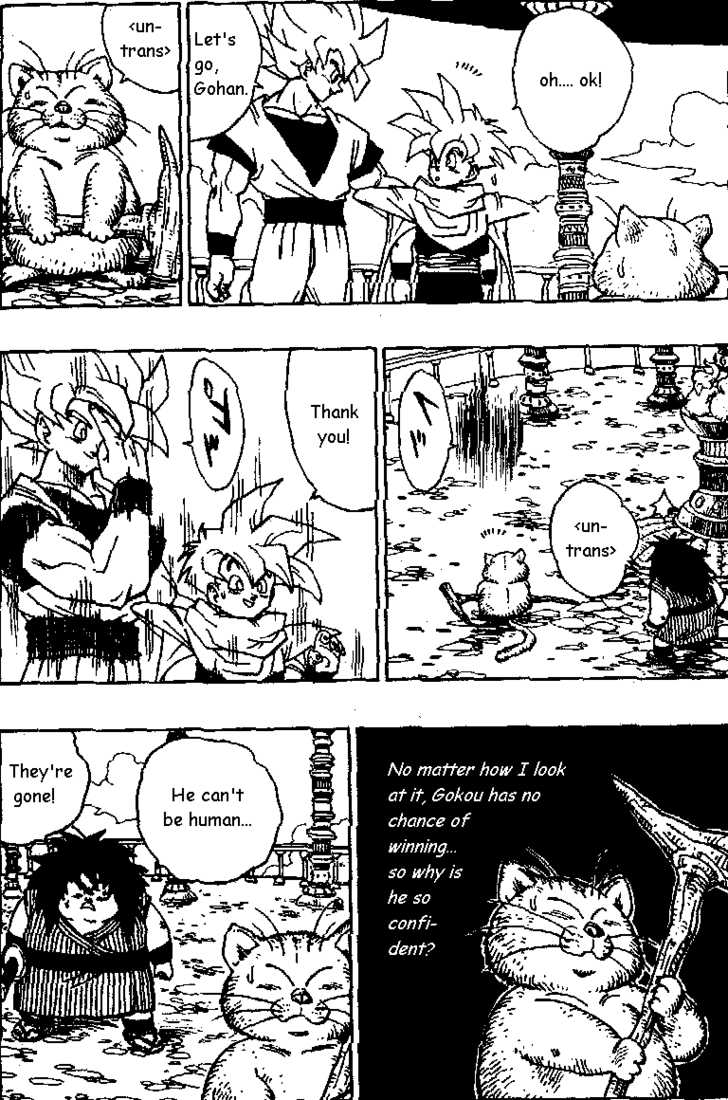 <un-
trans>
Let's
go,
Gohan.
oh.... ok!
Thank
you!
<un-
trans>
They're
gone!
He can't
be human...
No matter how I look
at it, Gokou has no
chance of
winning...
so why is
he so
confi-
dent?